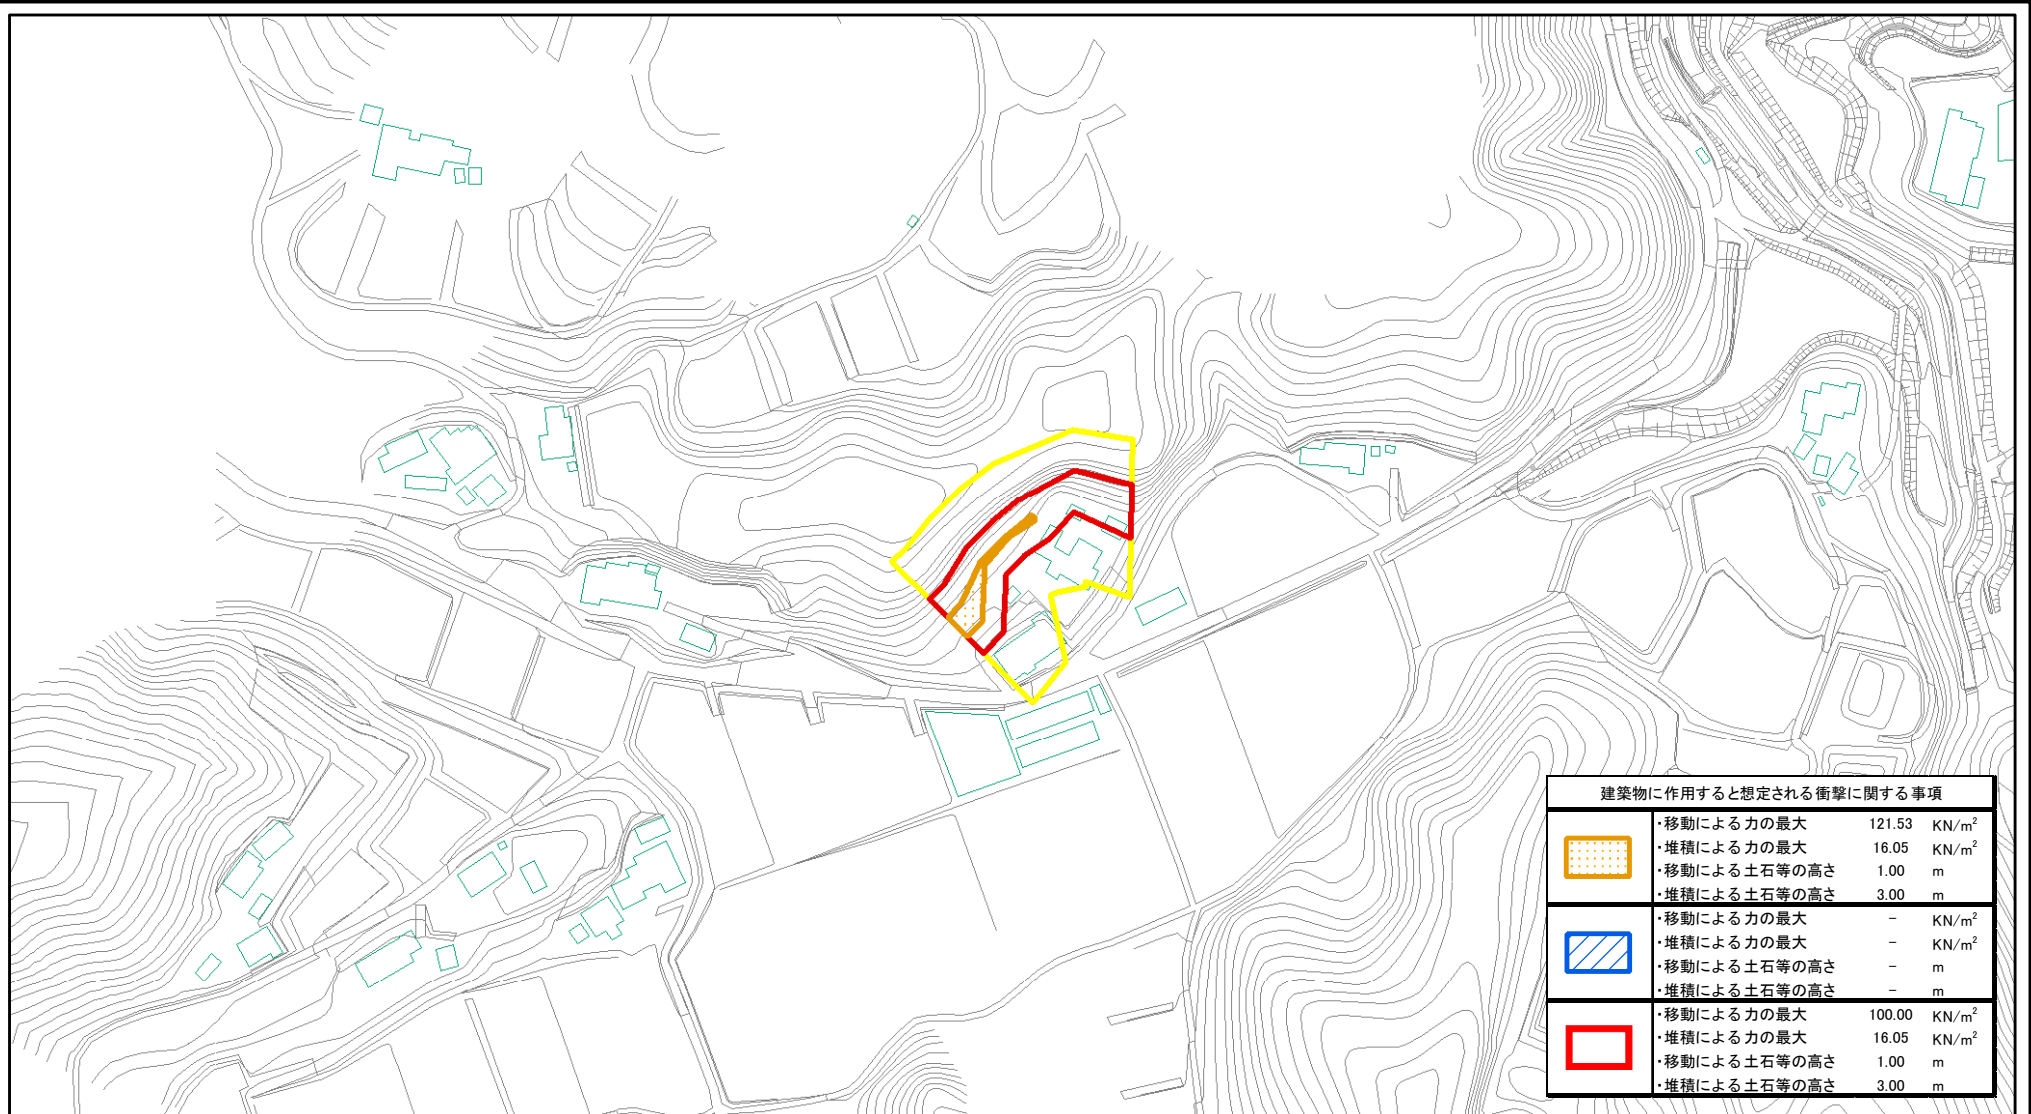 建築物に作用すると想定される衝撃に関する事項
・移動による力の最大 121.53 KN/m²
・堆積による力の最大 16.05 KN/m²
・移動による土石等の高さ 1.00 m
・堆積による土石等の高さ 3.00 m
・移動による力の最大 - KN/m²
・堆積による力の最大 - KN/m²
・移動による土石等の高さ - m
・堆積による土石等の高さ - m
・移動による力の最大 100.00 KN/m²
・堆積による力の最大 16.05 KN/m²
・移動による土石等の高さ 1.00 m
・堆積による土石等の高さ 3.00 m